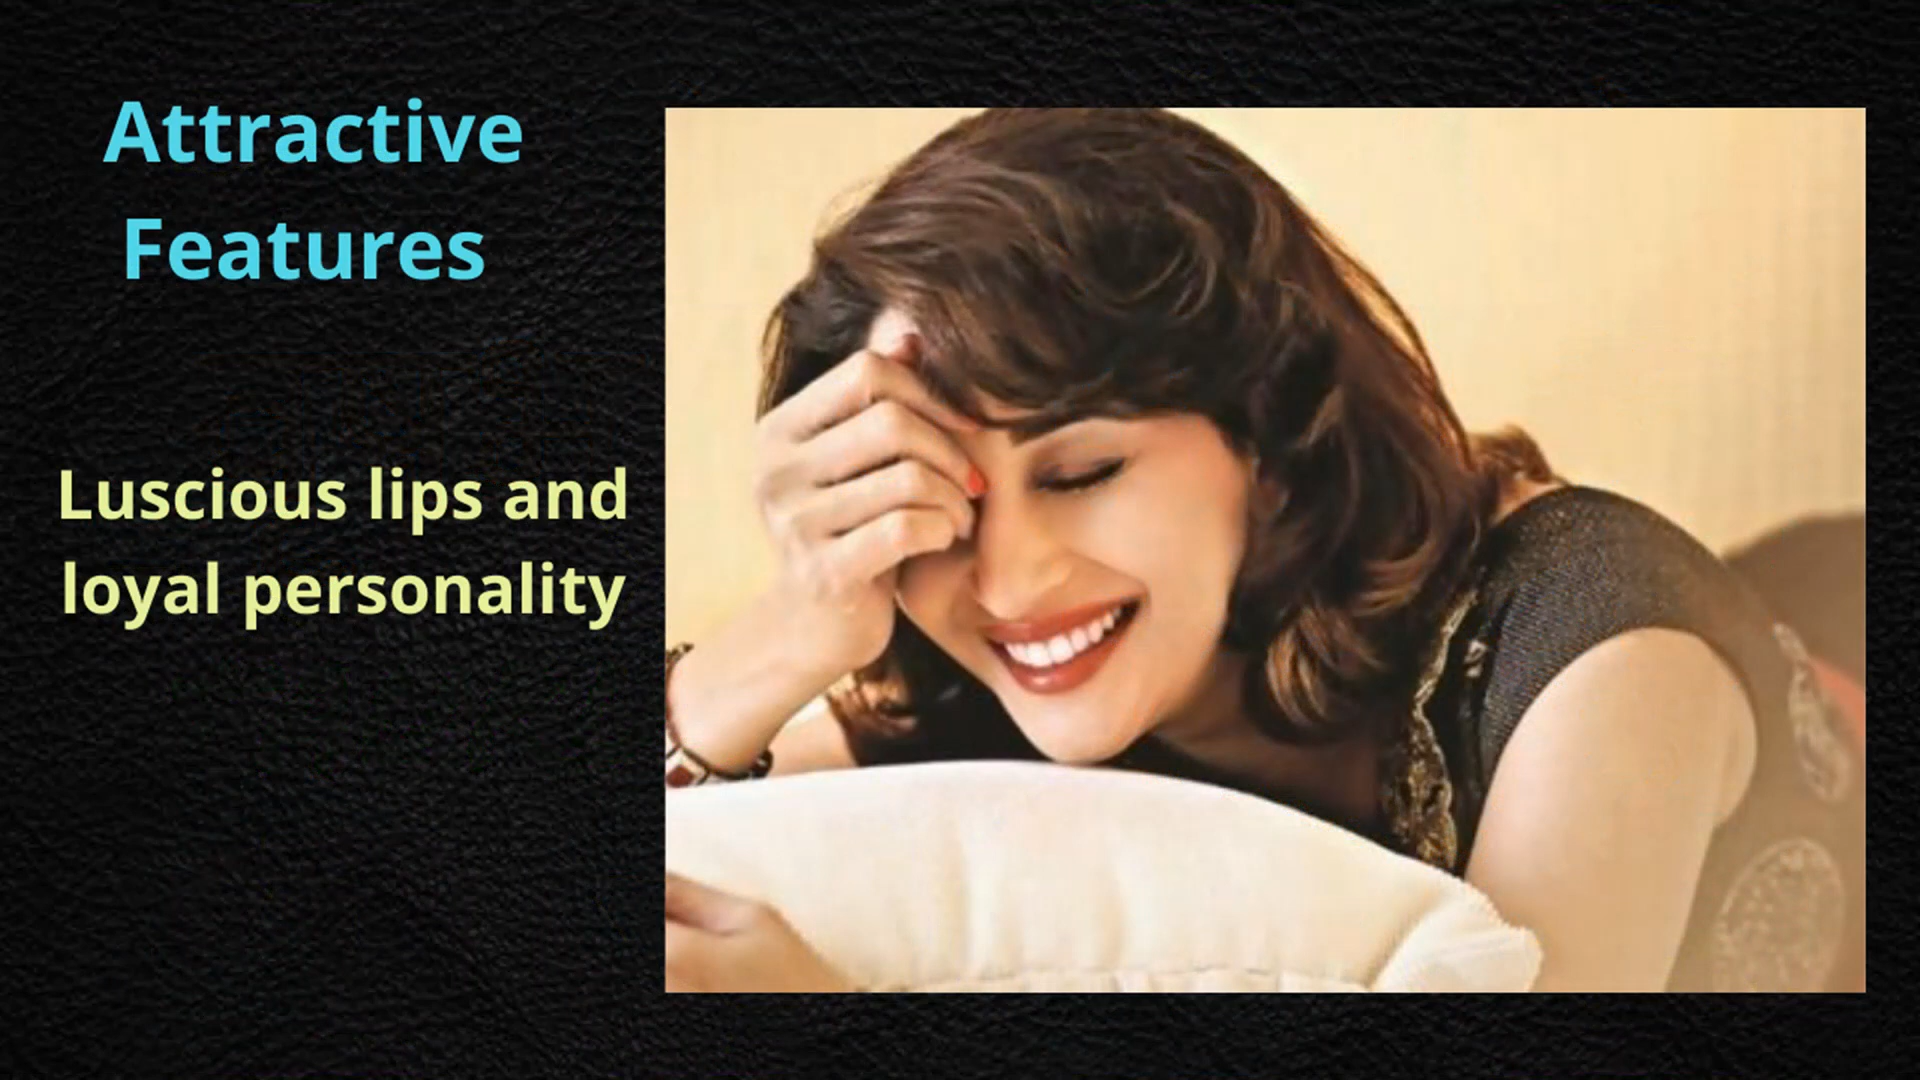 Attractive
Features
Luscious lips and
loyal personality